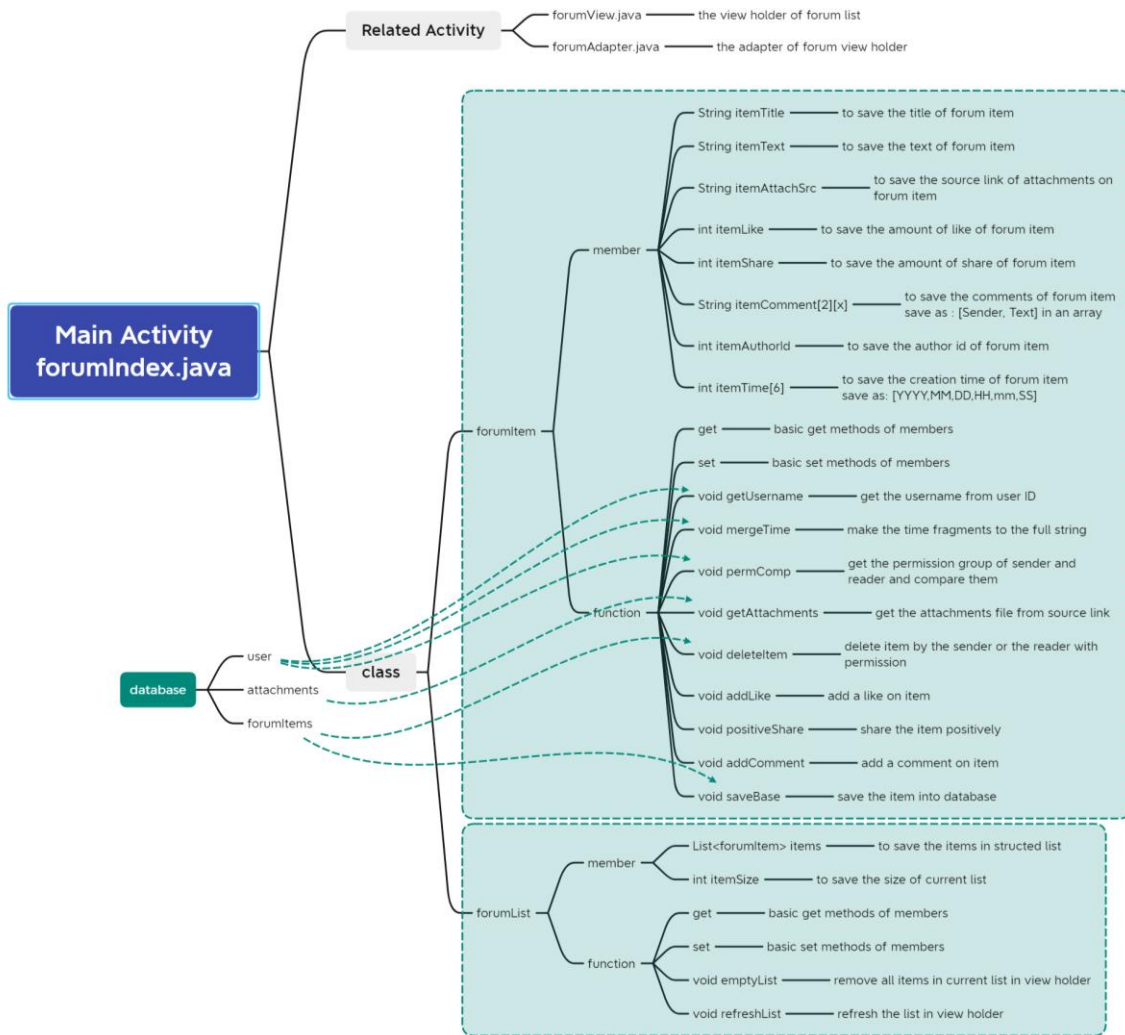 Main Activity
forumIndex.java
Related Activity
forumView.java
the view holder of forum list
forumAdapter.java
the adapter of forum view holder
class
forumItem
member
String itemTitle
to save the title of forum item
String itemText
to save the text of forum item
String itemAttachSrc
to save the source link of attachments on
forum item
int itemLike
to save the amount of like of forum item
int itemShare
to save the amount of share of forum item
String itemComment[2][x]
to save the comments of forum item
save as : [Sender, Text] in an array
int itemAuthorId
to save the author id of forum item
int itemTime[6]
to save the creation time of forum item
save as: [YYYY,MM,DD,HH,mm,SS]
function
get
basic get methods of members
set
basic set methods of members
void getUsername
get the username from user ID
void mergeTime
make the time fragments to the full string
void permComp
get the permission group of sender and
reader and compare them
void getAttachments
get the attachments file from source link
void deleteItem
delete item by the sender or the reader with
permission
void addLike
add a like on item
void positiveShare
share the item positively
void addComment
add a comment on item
void saveBase
save the item into database
forumList
member
List<forumItem> items
to save the items in structed list
int itemSize
to save the size of current list
function
get
basic get methods of members
set
basic set methods of members
void emptyList
remove all items in current list in view holder
void refreshList
refresh the list in view holder
database
user
attachments
forumItems